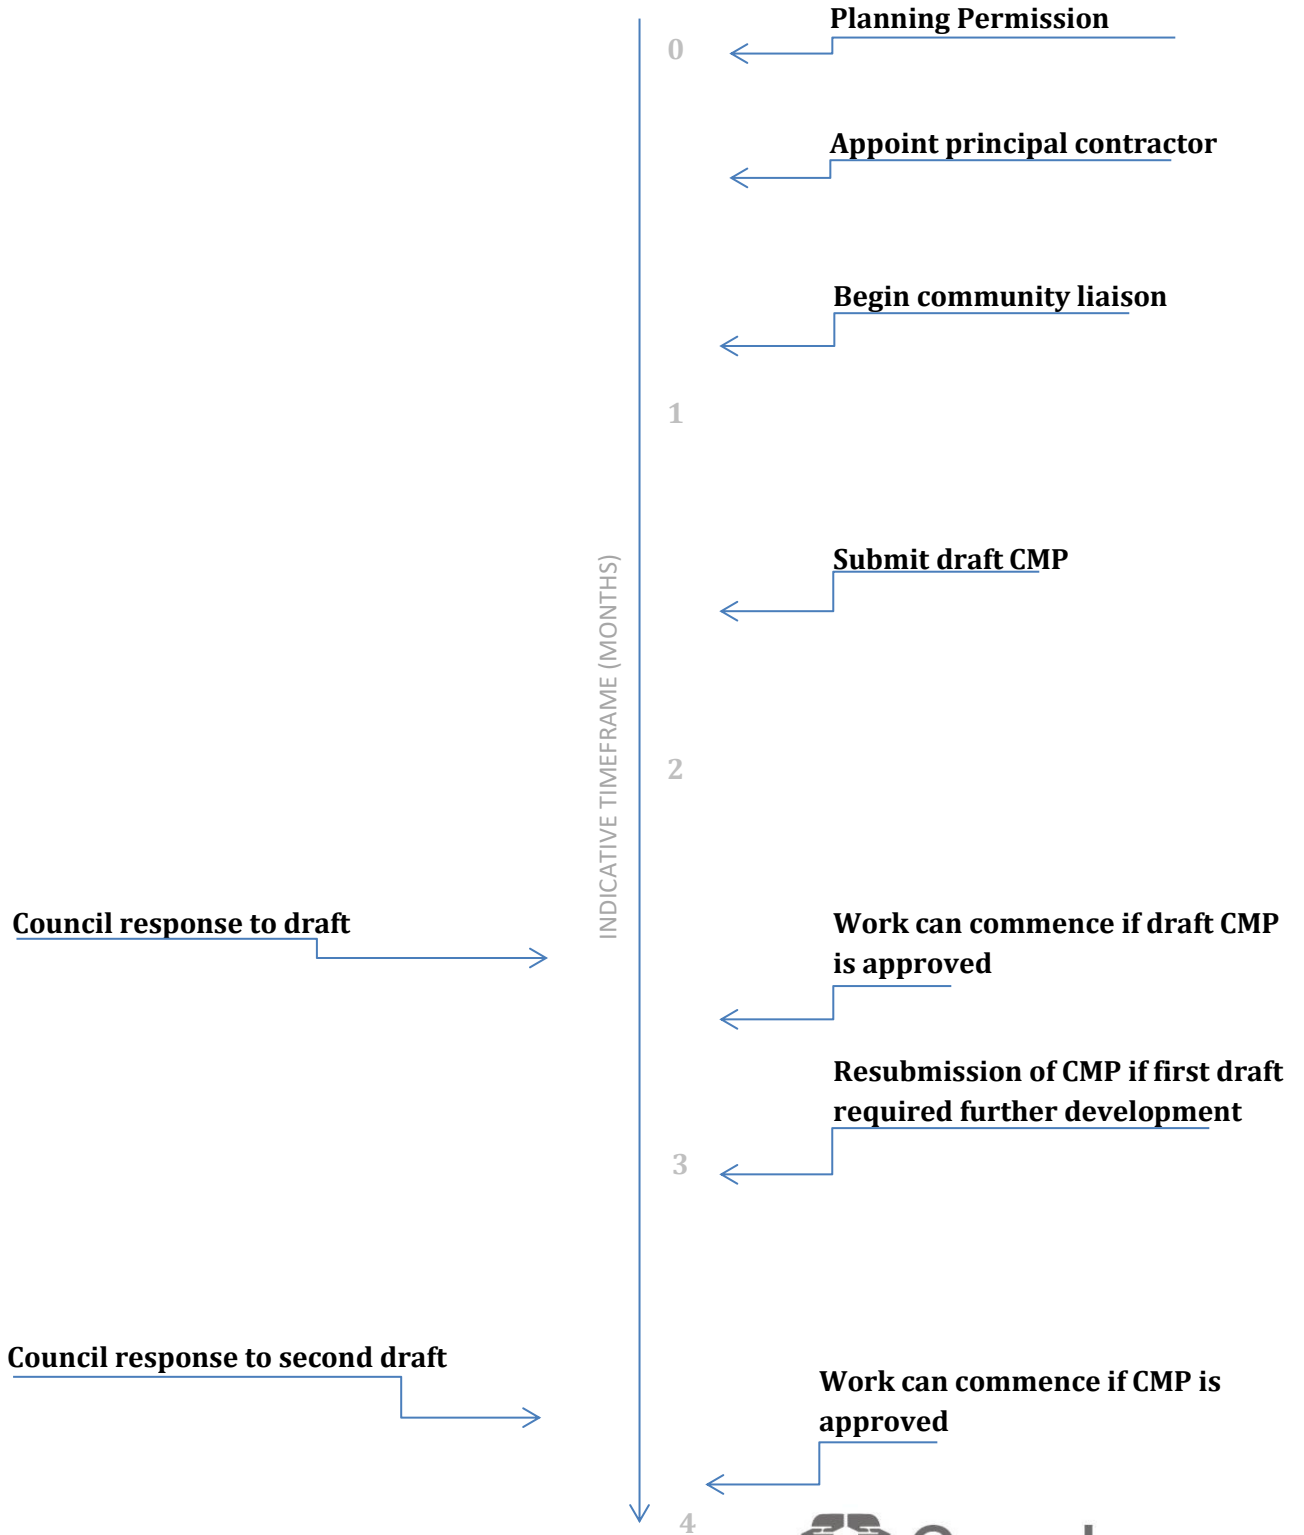 Planning Permission
0
Appoint principal contractor
Begin community liaison
1
Submit draft CMP
INDICATIVE TIMEFRAME (MONTHS)
2
Council response to draft
Work can commence if draft CMP
is approved
Resubmission of CMP if first draft
required further development
3
Council response to second draft
Work can commence if CMP is
approved
4